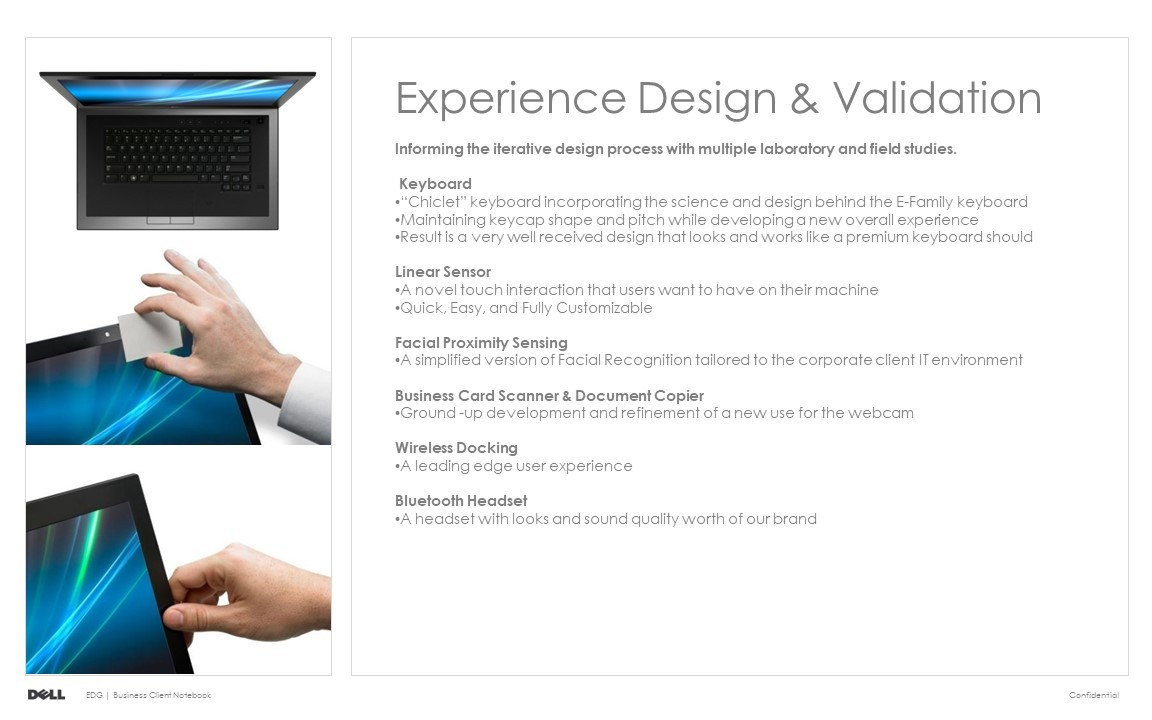 Experience Design & Validation
Informing the iterative design process with multiple laboratory and field studies.
Keyboard
•“Chiclet” keyboard incorporating the science and design behind the E-Family keyboard
•Maintaining keycap shape and pitch while developing a new overall experience
•Result is a very well received design that looks and works like a premium keyboard should
Linear Sensor
•A novel touch interaction that users want to have on their machine
•Quick, Easy, and Fully Customizable
Facial Proximity Sensing
•A simplified version of Facial Recognition tailored to the corporate client IT environment
Business Card Scanner & Document Copier
•Ground -up development and refinement of a new use for the webcam
Wireless Docking
•A leading edge user experience
Bluetooth Headset
•A headset with looks and sound quality worth of our brand
DELL EDG | Business Client Notebook Confidential